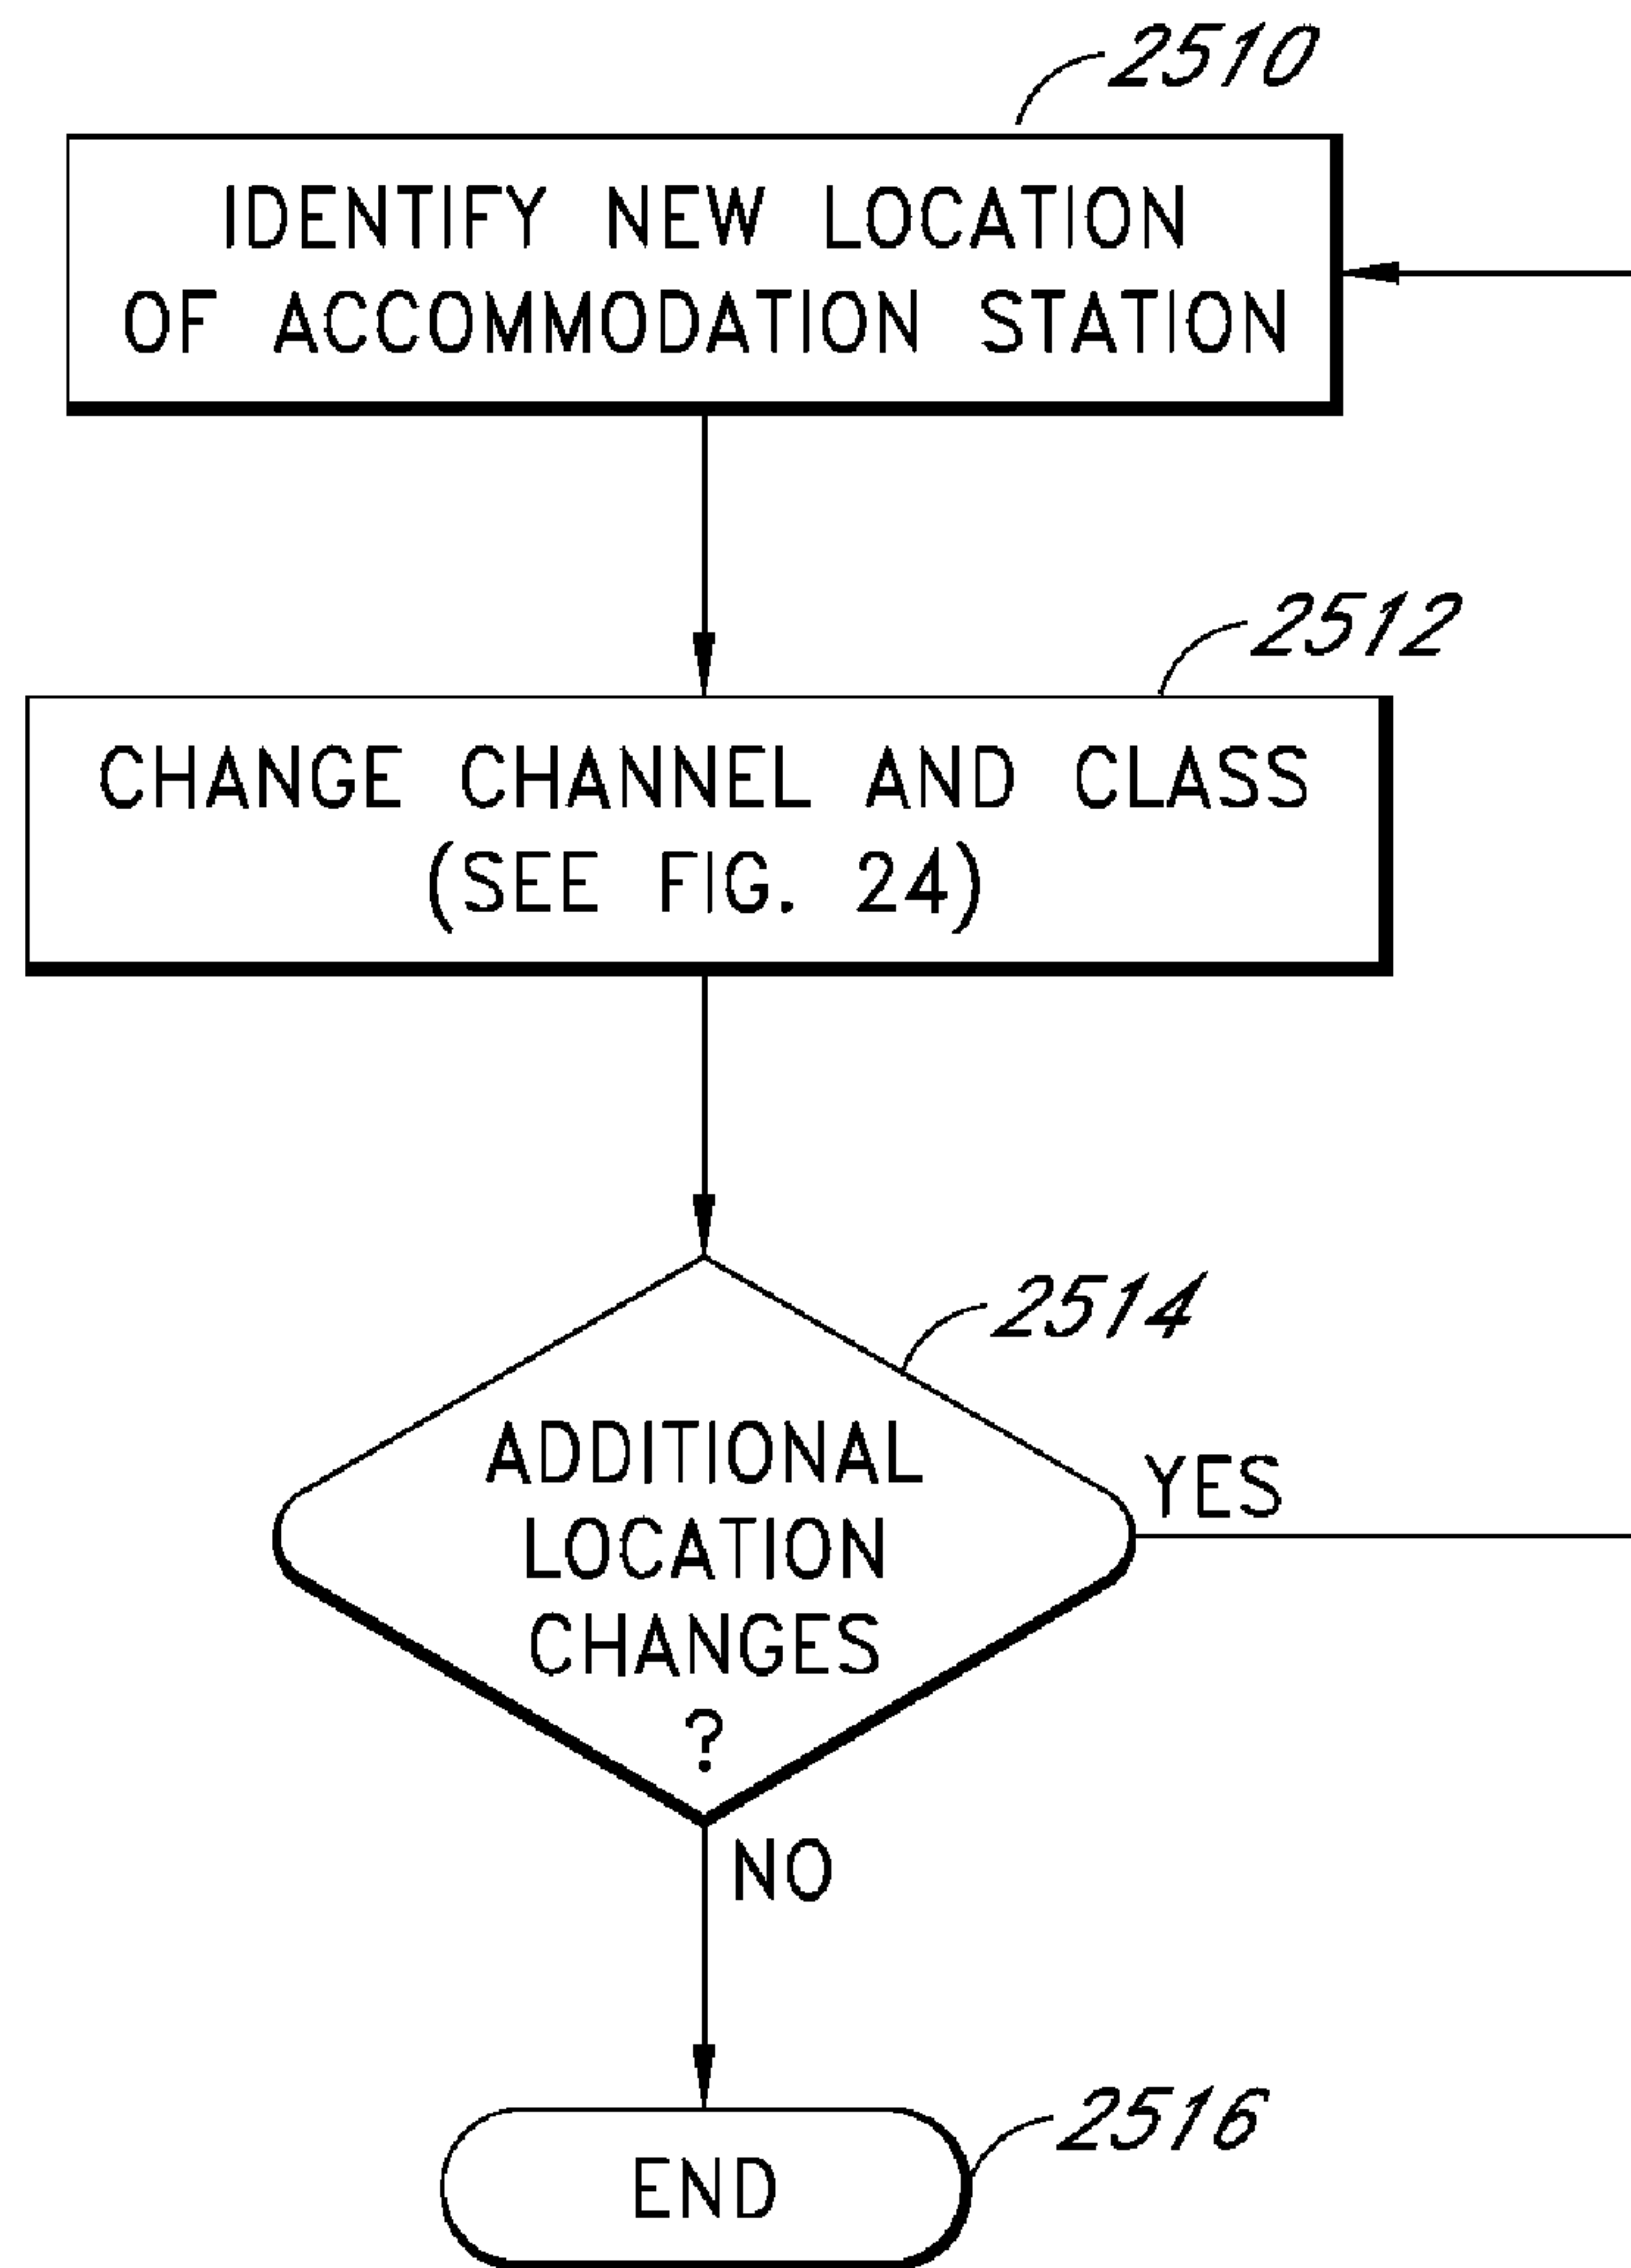 2510
IDENTIFY NEW LOCATION
OF ACCOMMODATION STATION
2512
CHANGE CHANNEL AND CLASS
(SEE FIG. 24)
2514
ADDITIONAL
LOCATION
CHANGES
?
YES
NO
2516
END